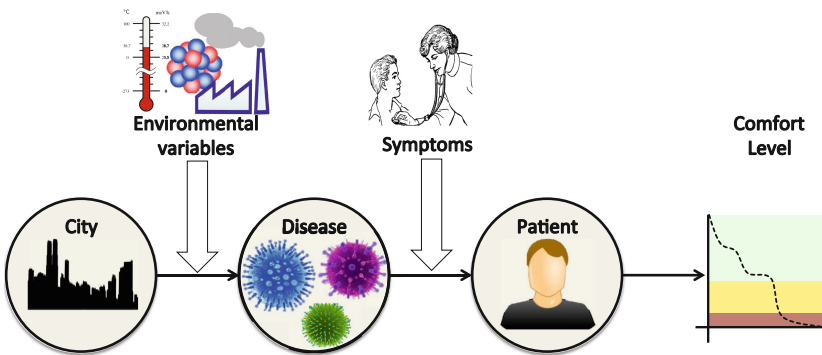 °C
Environmental
variables
Symptoms
Comfort
Level
City
Disease
Patient